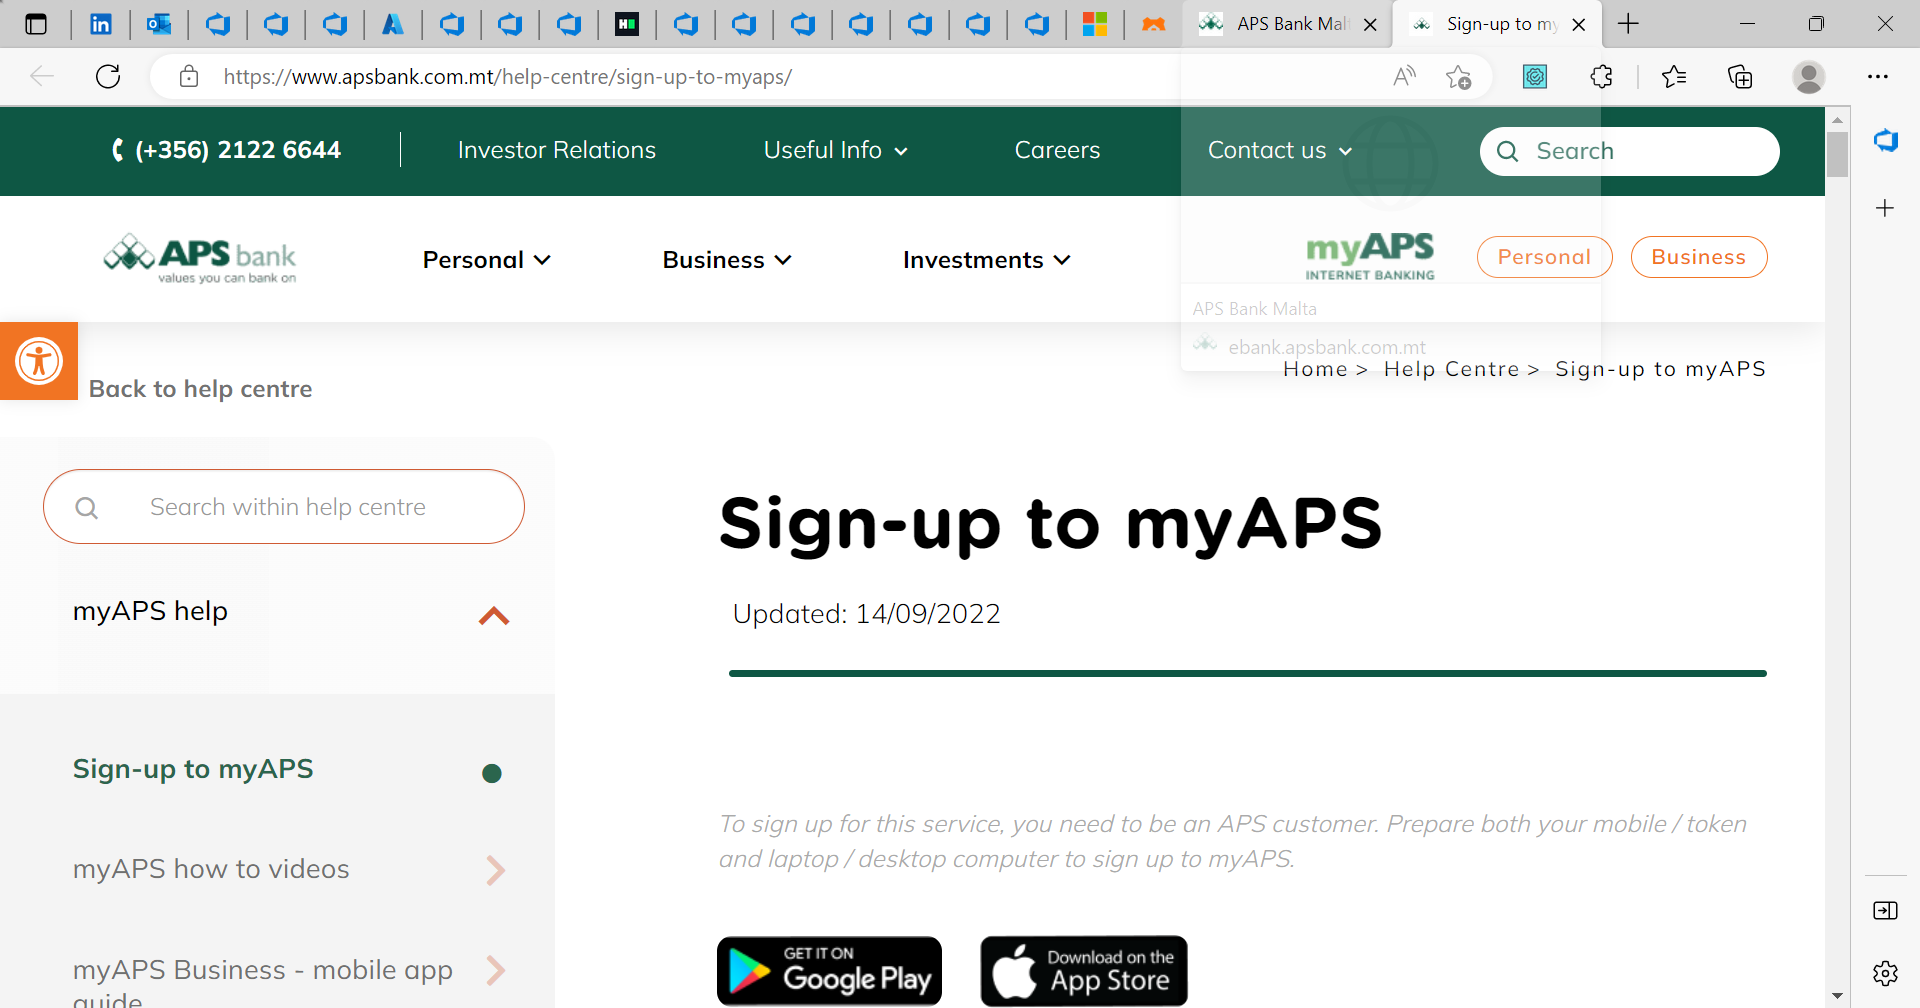 APS Bank Malt
Sign-up to my
https://www.apsbank.com.mt/help-centre/sign-up-to-myaps/
(+356) 2122 6644
Investor Relations
Useful Info
Careers
Contact us
Search
APS bank
values you can bank on
Personal
Business
Investments
myAPS
INTERNET BANKING
Personal
Business
APS Bank Malta
ebank.apsbank.com.mt
Home > Help Centre > Sign-up to myAPS
Back to help centre
Search within help centre
myAPS help
Sign-up to myAPS
myAPS how to videos
myAPS Business - mobile app
guide
Sign-up to myAPS
Updated: 14/09/2022
To sign up for this service, you need to be an APS customer. Prepare both your mobile / token
and laptop / desktop computer to sign up to myAPS.
GET IT ON
Google Play
Download on the
App Store